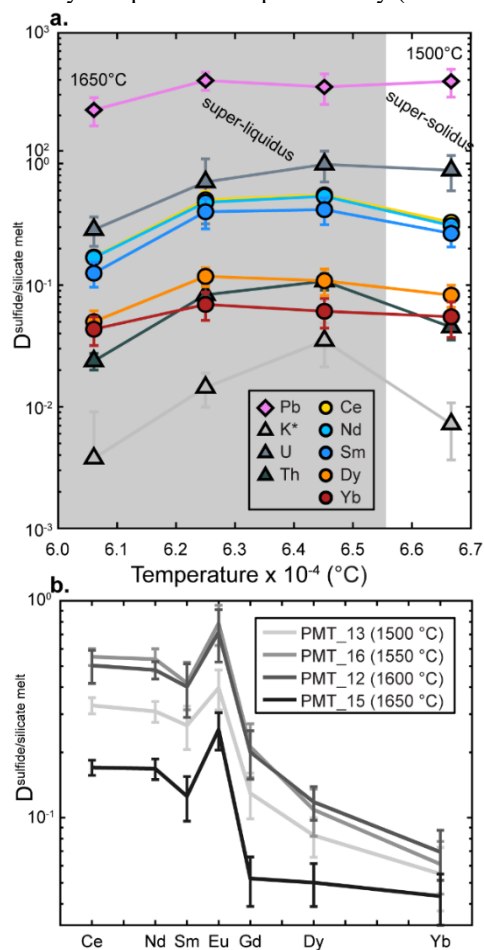 a.
10³
10⁰
10⁻¹
10⁻²
10⁻³
D^sulfide/silicate melt
1650°C
1500°C
super-liquidus
super-solidus
Pb
K*
U
Th
Ce
Nd
Sm
Dy
Yb
6.0 6.1 6.2 6.3 6.4 6.5 6.6 6.7
Temperature x 10⁻⁴ (°C)
b.
10⁰
10⁻¹
D^sulfide/silicate melt
PMT_13 (1500 °C)
PMT_16 (1550 °C)
PMT_12 (1600 °C)
PMT_15 (1650 °C)
Ce Nd Sm Eu Gd Dy Yb